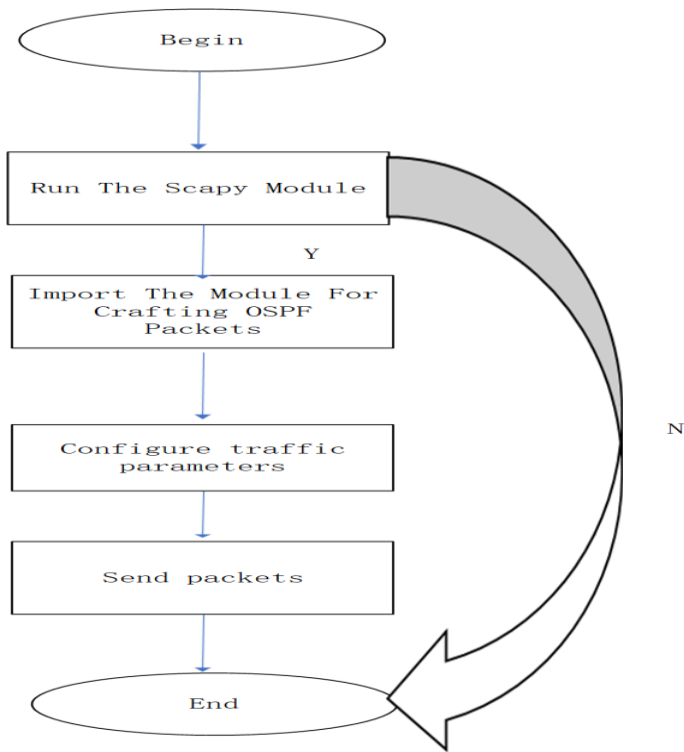 Begin
Run The Scapy Module
Y
Import The Module For
Crafting OSPF
Packets
N
Configure traffic
parameters
Send packets
End